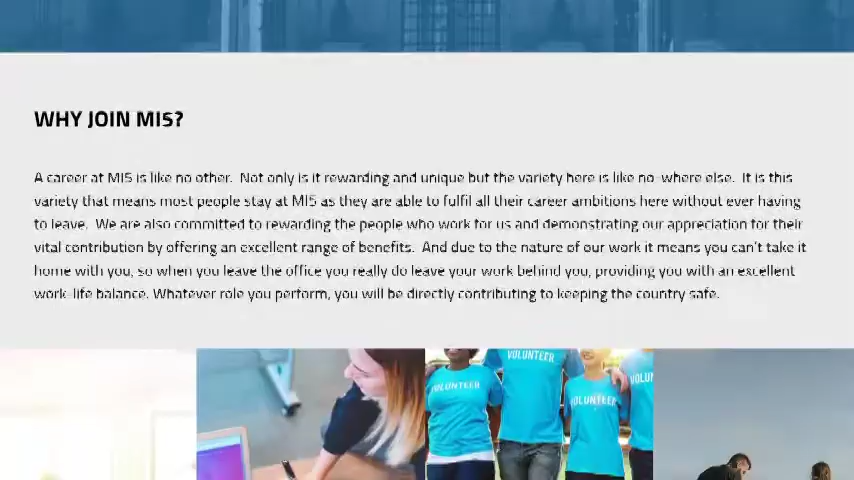 WHY JOIN MI5?
A career at MI5 is like no other. Not only is it rewarding and unique but the variety here is like no-where else. It is this
variety that means most people stay at MI5 as they are able to fulfil all their career ambitions here without ever having
to leave. We are also committed to rewarding the people who work for us and demonstrating our appreciation for their
vital contribution by offering an excellent range of benefits. And due to the nature of our work it means you can't take it
home with you, so when you leave the office you really do leave your work behind you, providing you with an excellent
work-life balance. Whatever role you perform, you will be directly contributing to keeping the country safe.
VOLUNTEER
VOLUNTEER
VOLUNTEER
VOLUN